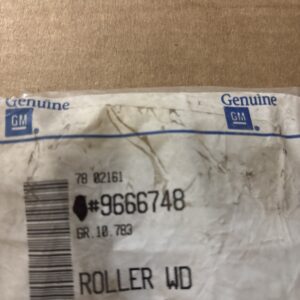 Genuine Genuine
GM GM
78 02161
#9666748
GR.10.783
ROLLER WD